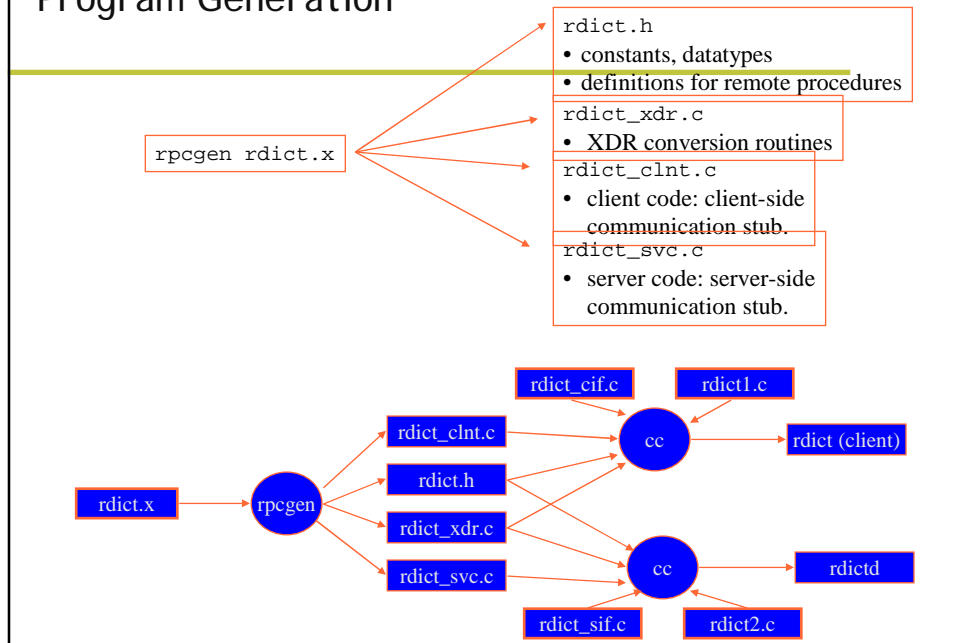 Program Generation
rdict.h
• constants, datatypes
• definitions for remote procedures
rdict_xdr.c
• XDR conversion routines
rpcgen rdict.x
rdict_clnt.c
• client code: client-side
communication stub.
rdict_svc.c
• server code: server-side
communication stub.
rdict_cif.c
rdict1.c
rdict_clnt.c
cc
rdict (client)
rdict.h
rdict.x
rpcgen
rdict_xdr.c
rdict_svc.c
cc
rdictd
rdict_sif.c
rdict2.c